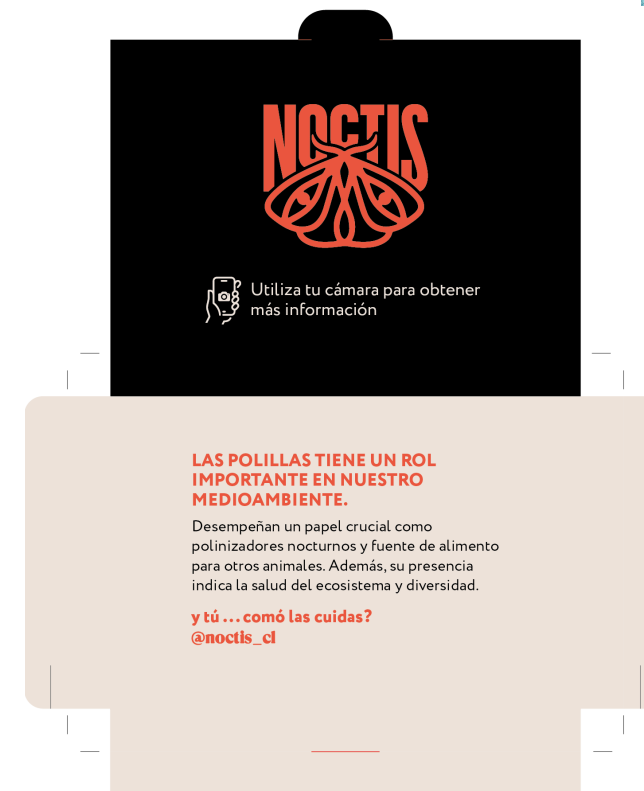 NOCTIS
Utiliza tu cámara para obtener
más información
LAS POLILLAS TIENE UN ROL
IMPORTANTE EN NUESTRO
MEDIOAMBIENTE.
Desempeñan un papel crucial como
polinizadores nocturnos y fuente de alimento
para otros animales. Además, su presencia
indica la salud del ecosistema y diversidad.
y tú ... comó las cuidas?
@noctis_cl